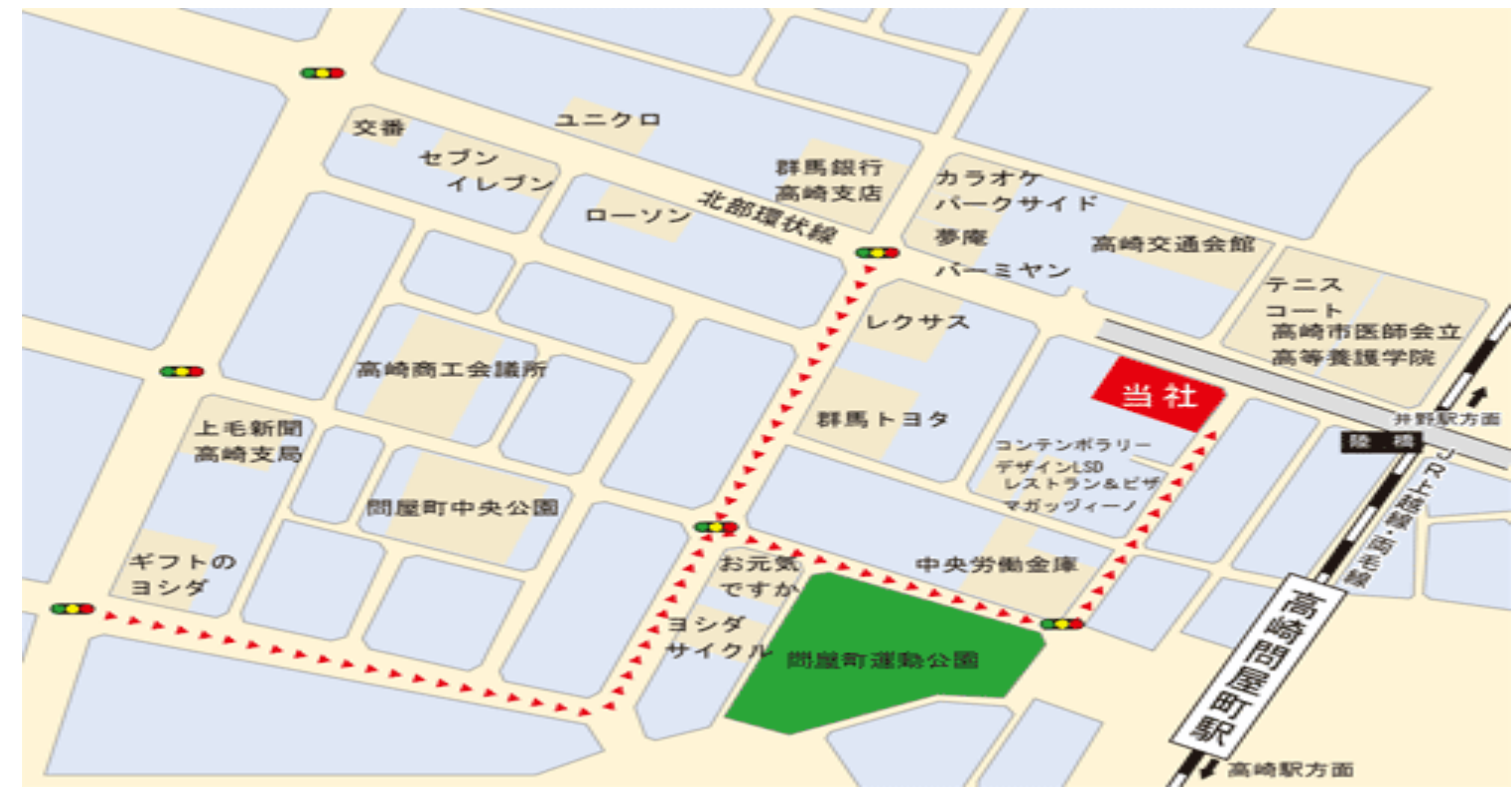 交番
ユニクロ
セブン
イレブン
群馬銀行
高崎支店
カラオケ
パークサイド
ローソン
北部環状線
夢庵
バーミヤン
高崎交通会館
テニス
コート
高崎市医師会立
高等養護学院
レクサス
高崎商工会議所
当社
群馬トヨタ
井野駅方面
陸橋
上毛新聞
高崎支局
コンテンポラリー
デザインLSD
レストラン&ピザ
マガッヅィーノ
JR上越線・両毛線
問屋町中央公園
ギフトの
ヨシダ
お元気
ですか
中央労働金庫
ヨシダ
サイクル
問屋町運動公園
高崎問屋町駅
高崎駅方面